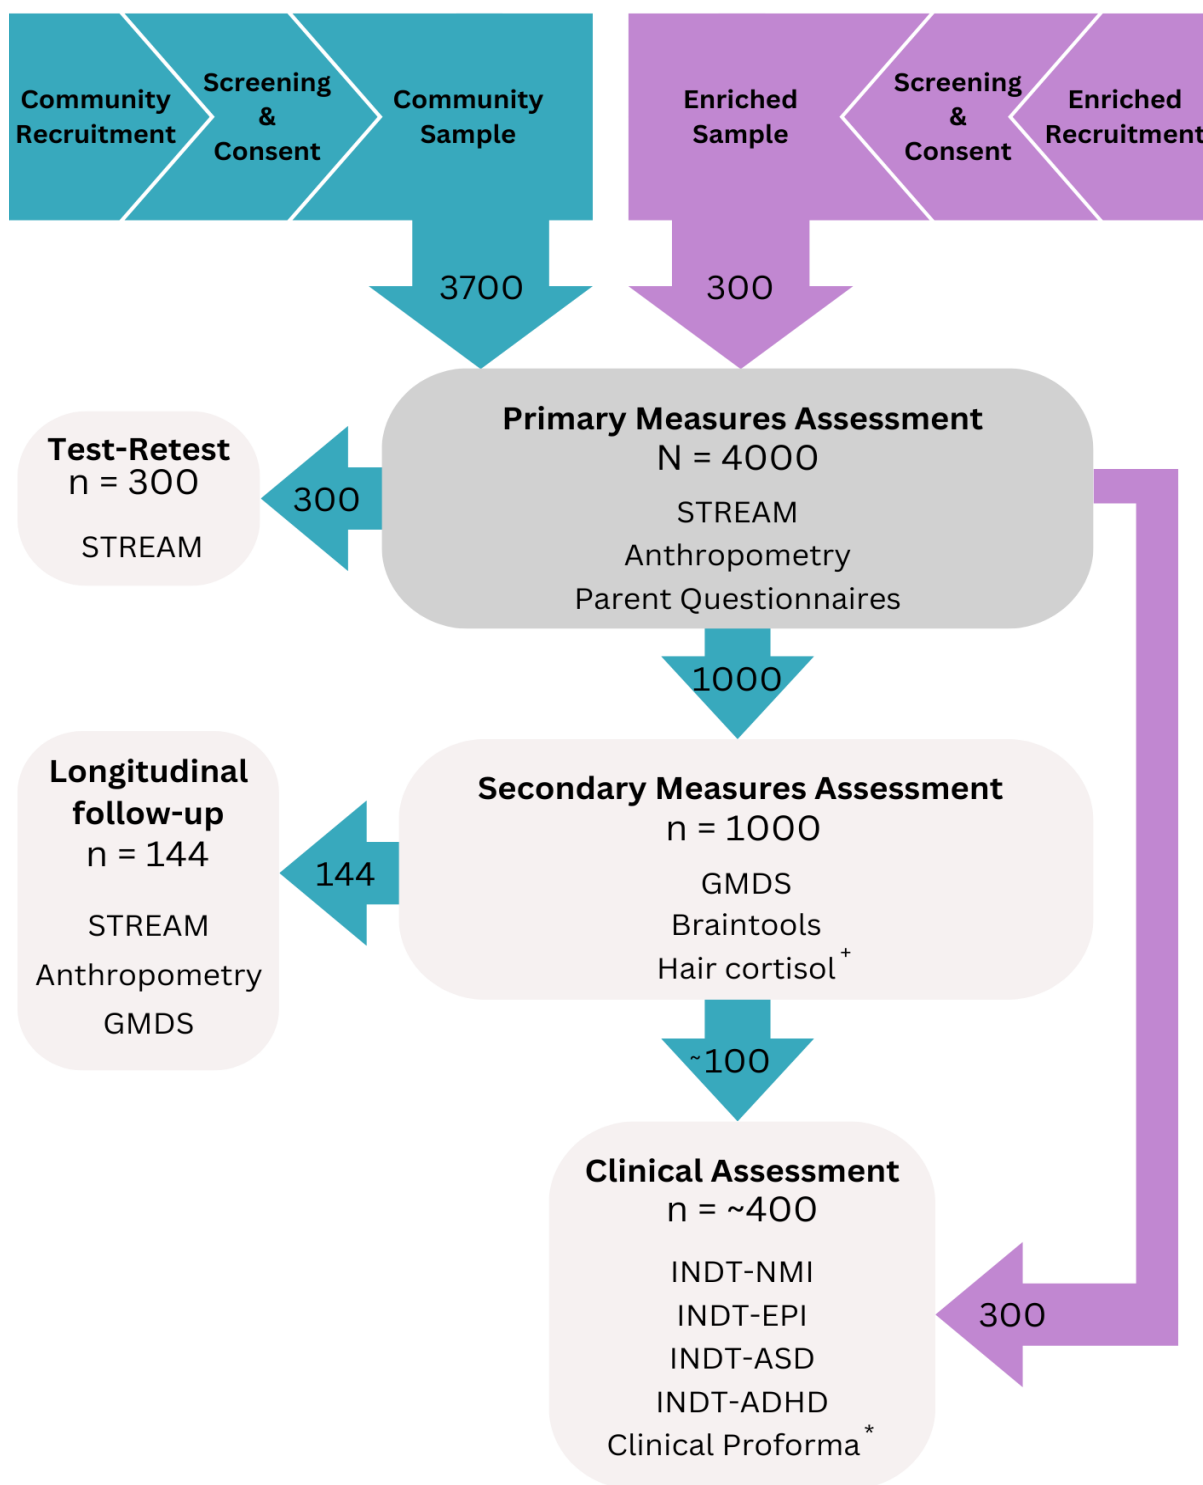 Community
Recruitment
Screening
&
Consent
Community
Sample
Enriched
Sample
Screening
&
Consent
Enriched
Recruitment
3700
300
Primary Measures Assessment
N = 4000
STREAM
Anthropometry
Parent Questionnaires
Test-Retest
n = 300
STREAM
300
1000
Longitudinal
follow-up
n = 144
STREAM
Anthropometry
GMDS
144
Secondary Measures Assessment
n = 1000
GMDS
Braintools
Hair cortisol+
~100
Clinical Assessment
n = ~400
INDT-NMI
INDT-EPI
INDT-ASD
INDT-ADHD
Clinical Proforma*
300